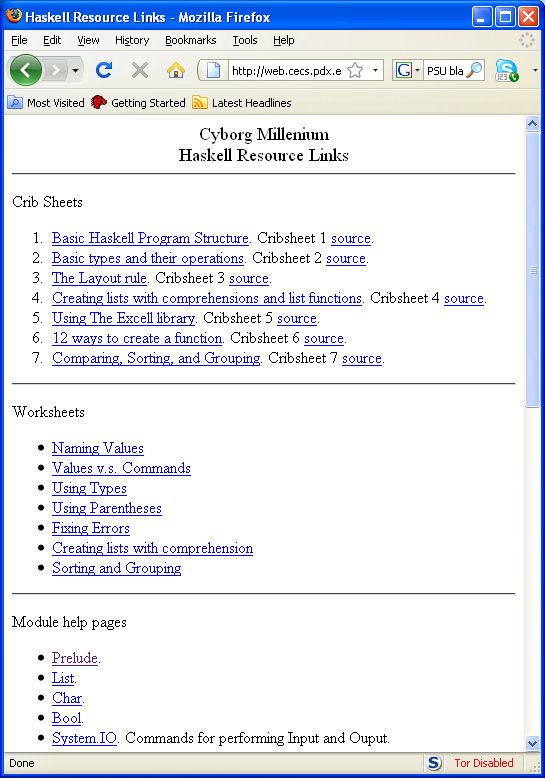 Haskell Resource Links - Mozilla Firefox
File Edit View History Bookmarks Tools Help
http://web.cecs.pdx.e G PSU bla
Most Visited Getting Started Latest Headlines
Cyborg Millenium
Haskell Resource Links
Crib Sheets
1. Basic Haskell Program Structure. Cribsheet 1 source.
2. Basic types and their operations. Cribsheet 2 source.
3. The Layout rule. Cribsheet 3 source.
4. Creating lists with comprehensions and list functions. Cribsheet 4 source.
5. Using The Excell library. Cribsheet 5 source.
6. 12 ways to create a function. Cribsheet 6 source.
7. Comparing, Sorting, and Grouping. Cribsheet 7 source.
Worksheets
• Naming Values
• Values v.s. Commands
• Using Types
• Using Parentheses
• Fixing Errors
• Creating lists with comprehension
• Sorting and Grouping
Module help pages
• Prelude.
• List.
• Char.
• Bool.
• System.IO. Commands for performing Input and Ouput.
Done S Tor Disabled